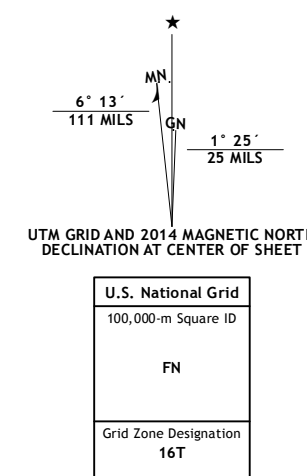 ★
MN.
GN
6° 13´
111 MILS
1° 25´
25 MILS
UTM GRID AND 2014 MAGNETIC NORT
DECLINATION AT CENTER OF SHEET
U.S. National Grid
100,000-m Square ID
FN
Grid Zone Designation
16T